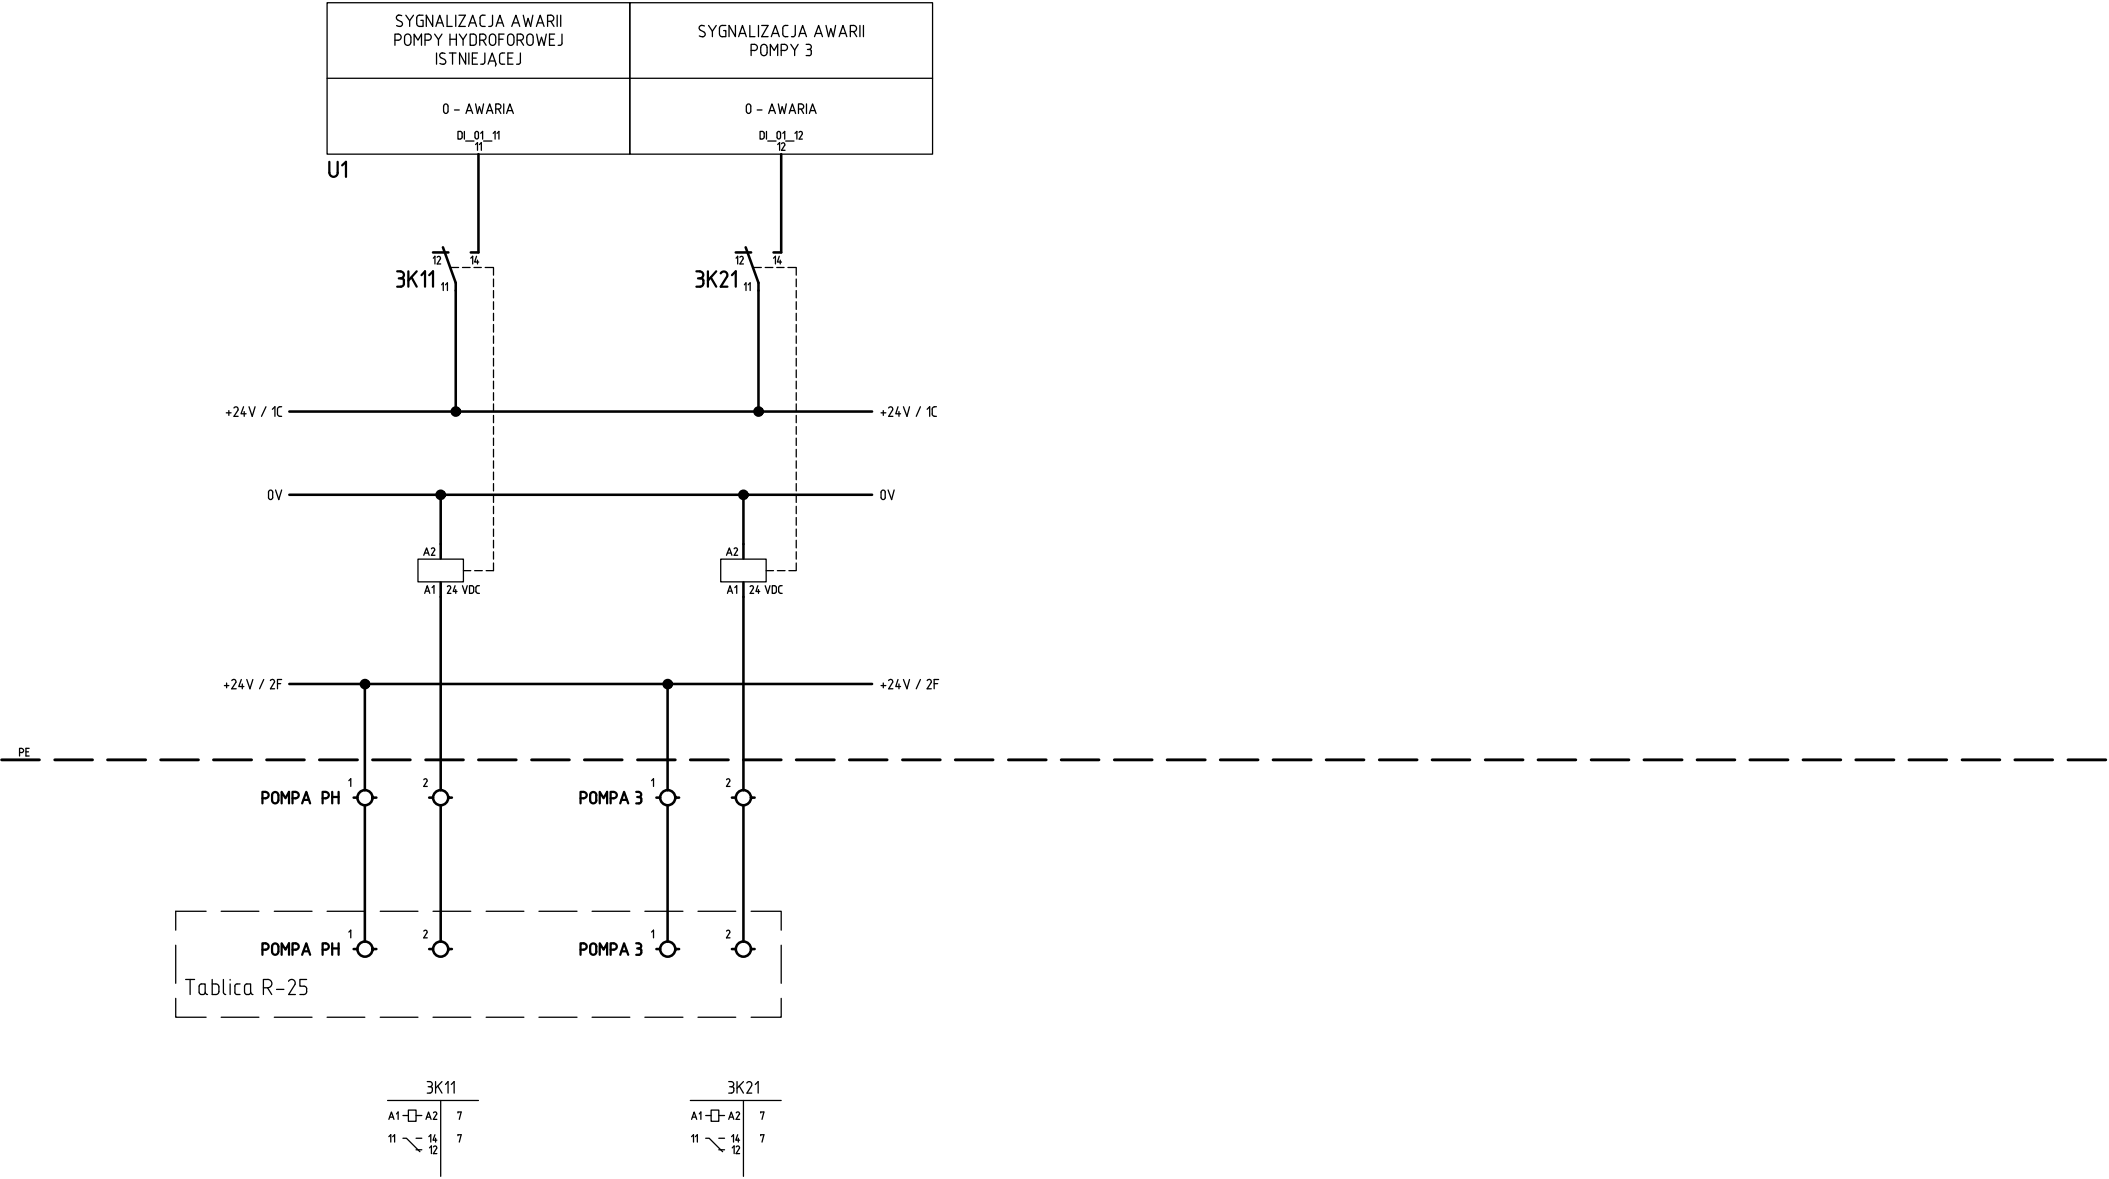 SYGNALIZACJA AWARII
POMPY HYDROFOROWEJ
ISTNIEJĄCEJ
SYGNALIZACJA AWARII
POMPY 3
0 - AWARIA
0 - AWARIA
DI_01_11
11
DI_01_12
12
U1
12
14
3K11
11
12
14
3K21
11
+24V / 1C
+24V / 1C
0V
0V
A2
A2
A1
24 VDC
A1
24 VDC
+24V / 2F
+24V / 2F
PE
1
2
1
2
POMPA PH
POMPA 3
1
2
1
2
POMPA PH
POMPA 3
Tablica R-25
3K11
3K21
A1 A2 7
A1 A2 7
11 14 7
12
11 14 7
12